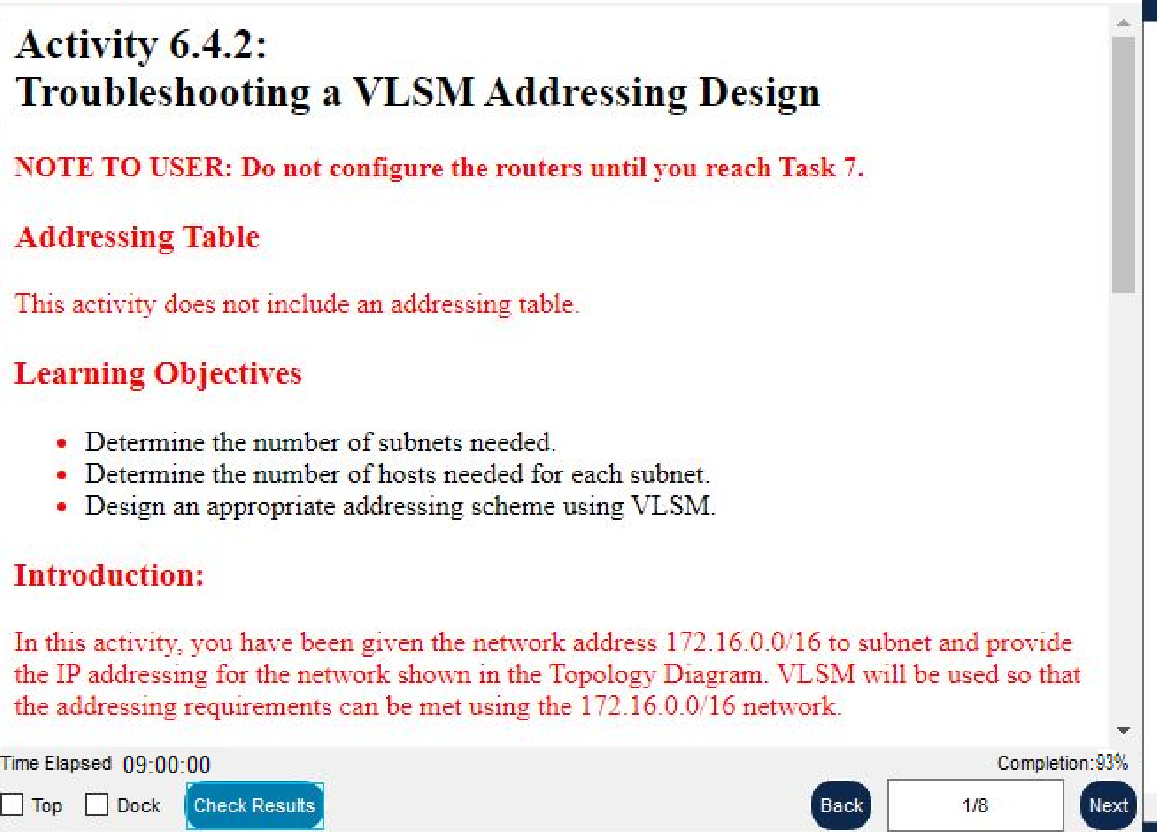 Activity 6.4.2:
Troubleshooting a VLSM Addressing Design
NOTE TO USER: Do not configure the routers until you reach Task 7.
Addressing Table
This activity does not include an addressing table.
Learning Objectives
• Determine the number of subnets needed.
• Determine the number of hosts needed for each subnet.
• Design an appropriate addressing scheme using VLSM.
Introduction:
In this activity, you have been given the network address 172.16.0.0/16 to subnet and provide
the IP addressing for the network shown in the Topology Diagram. VLSM will be used so that
the addressing requirements can be met using the 172.16.0.0/16 network.
Time Elapsed 09:00:00 Completion:93%
Top Dock Check Results Back 1/8 Next